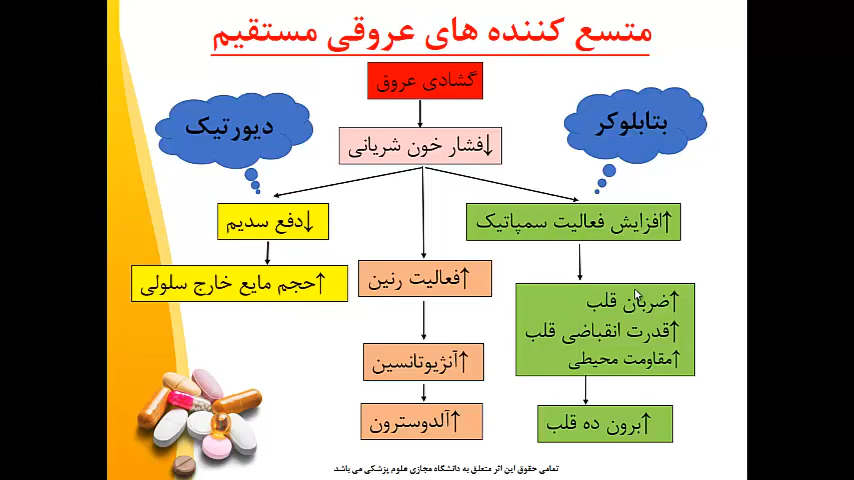 متسع کننده های عروقی مستقیم
گشادی عروق
بتابلوکر
دیورتیک
↓فشار خون شریانی
↑افزایش فعالیت سمپاتیک
↓دفع سدیم
↑فعالیت رنین
↑حجم مایع خارج سلولی
↑ضربان قلب
↑قدرت انقباضی قلب
↑مقاومت محیطی
↑آنژیوتانسین
↑آلدوسترون
↑برون ده قلب
تمامی حقوق این اثر متعلق به دانشگاه مجازی علوم پزشکی می باشد